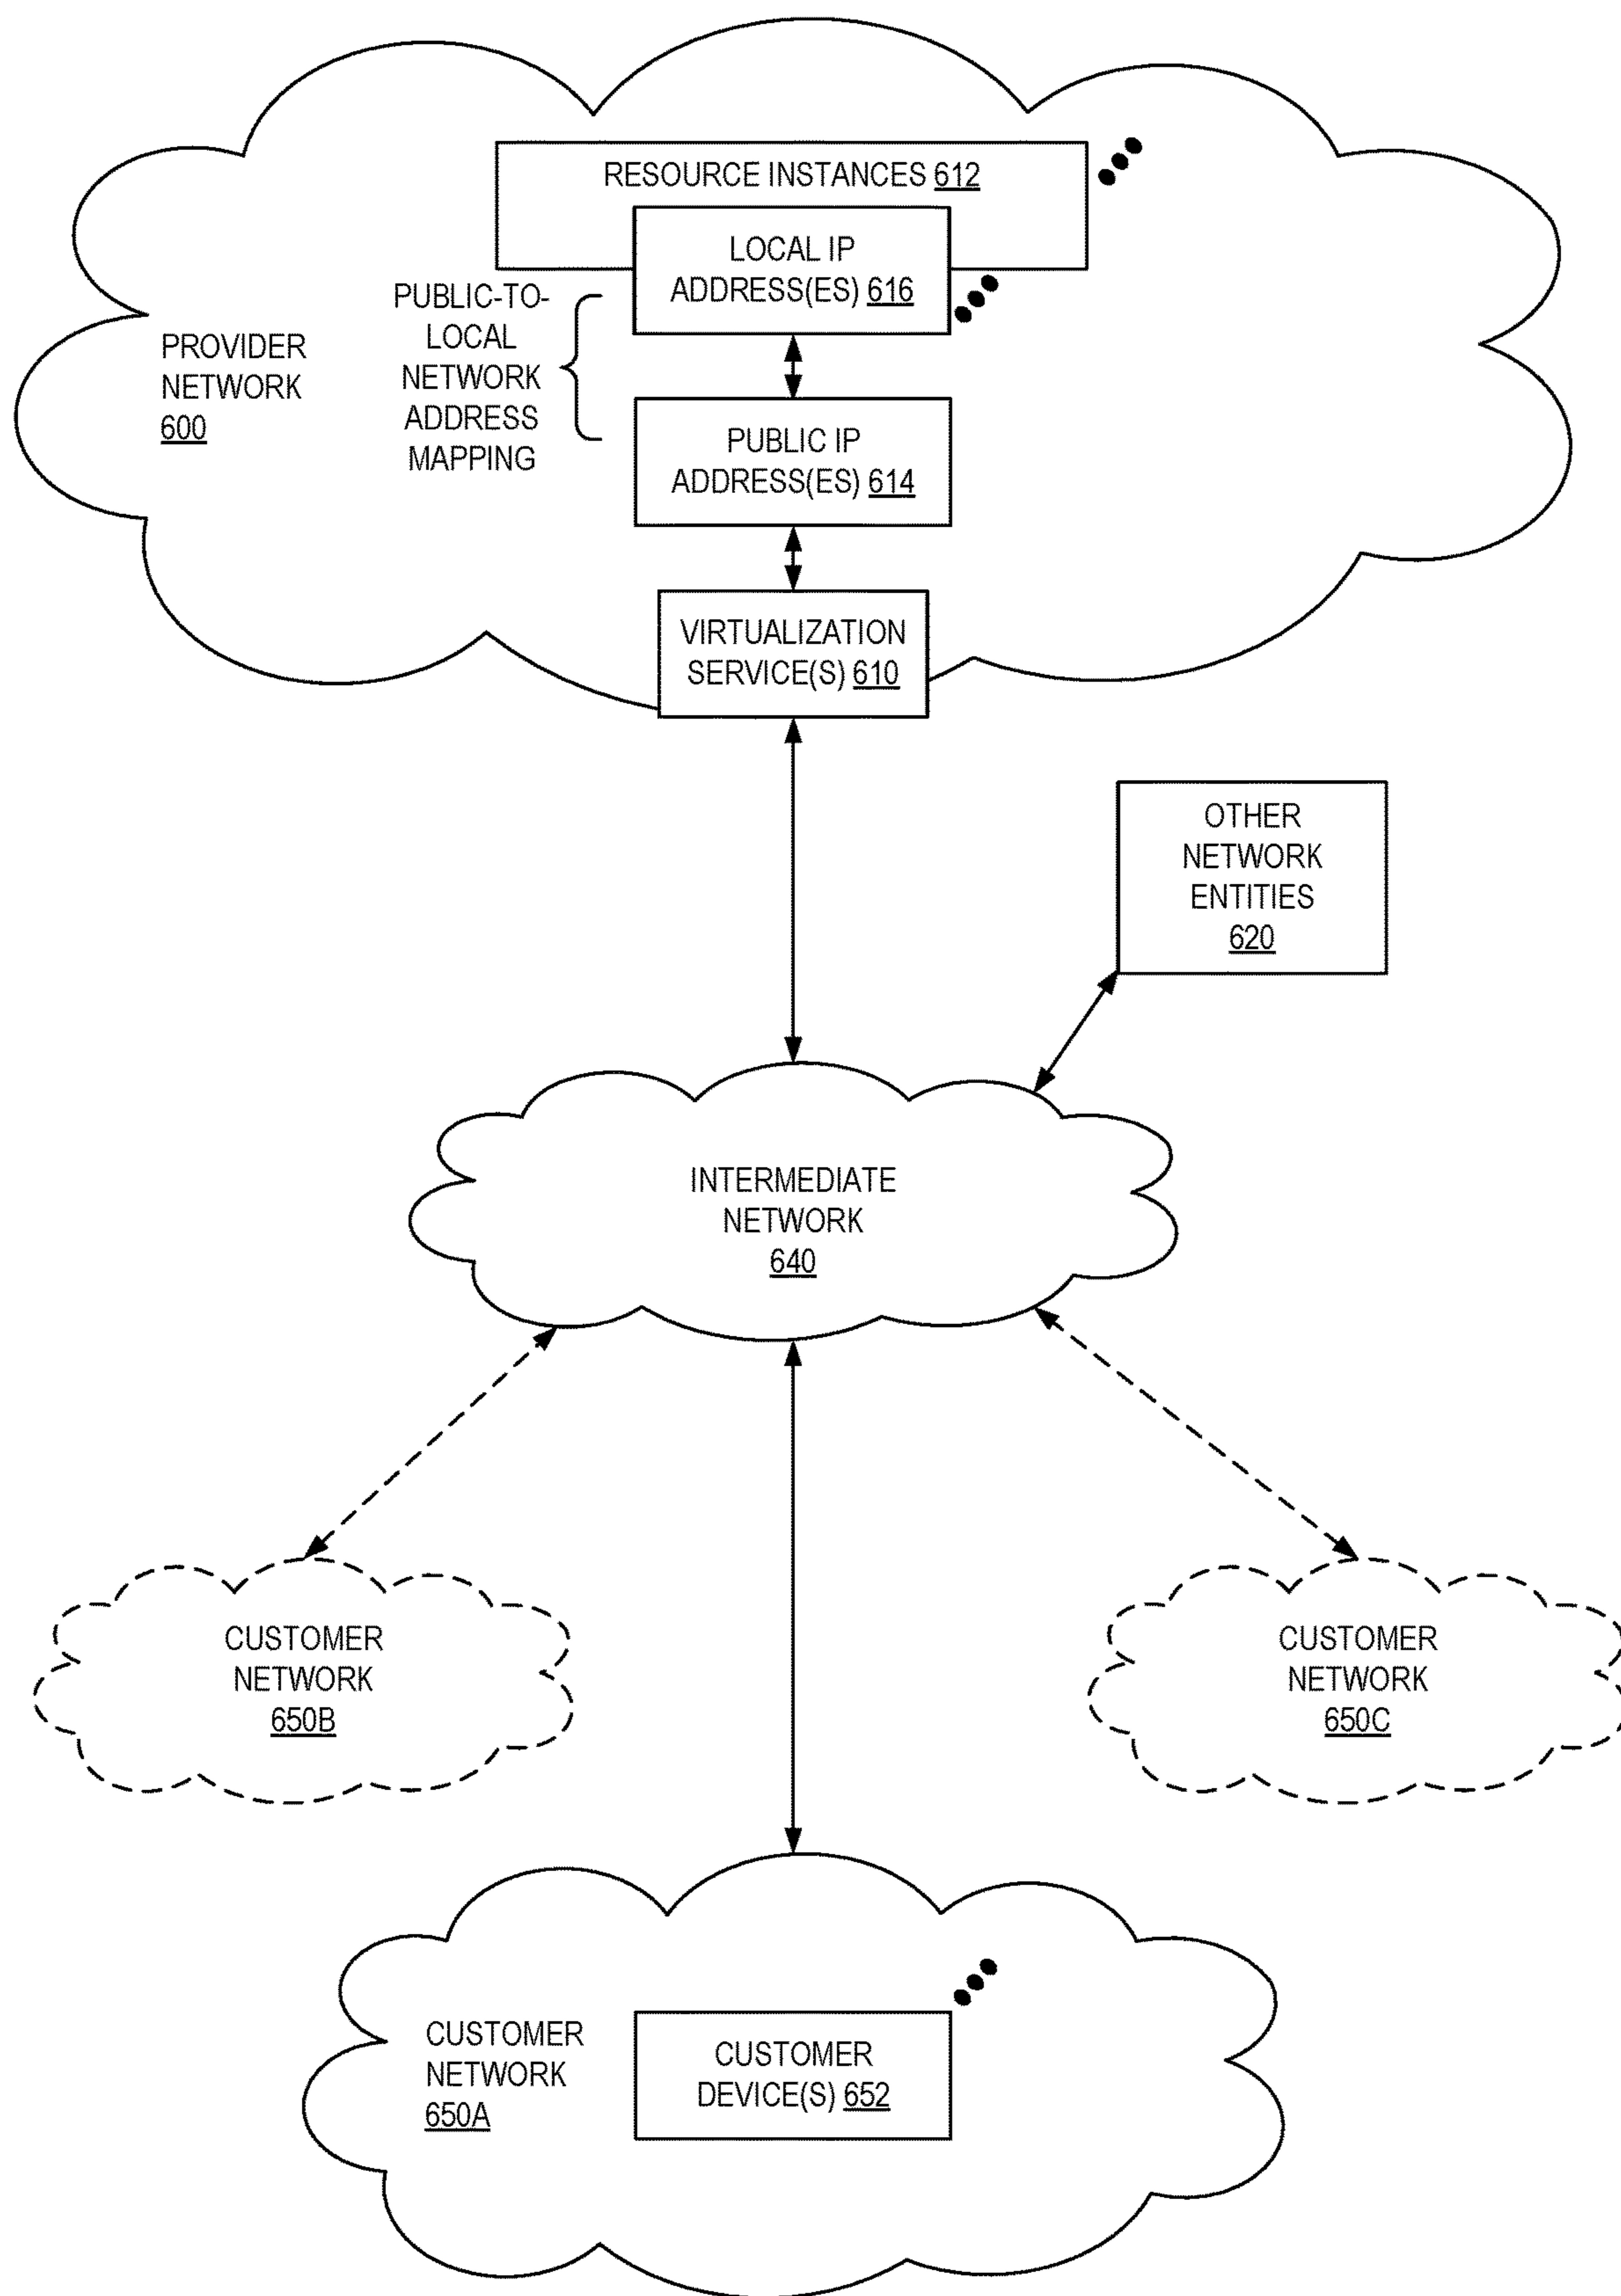 RESOURCE INSTANCES 612
LOCAL IP
ADDRESS(ES) 616
PUBLIC-TO-
LOCAL
NETWORK
ADDRESS
MAPPING
PROVIDER
NETWORK
600
PUBLIC IP
ADDRESS(ES) 614
VIRTUALIZATION
SERVICE(S) 610
OTHER
NETWORK
ENTITIES
620
INTERMEDIATE
NETWORK
640
CUSTOMER
NETWORK
650B
CUSTOMER
NETWORK
650C
CUSTOMER
NETWORK
650A
CUSTOMER
DEVICE(S) 652